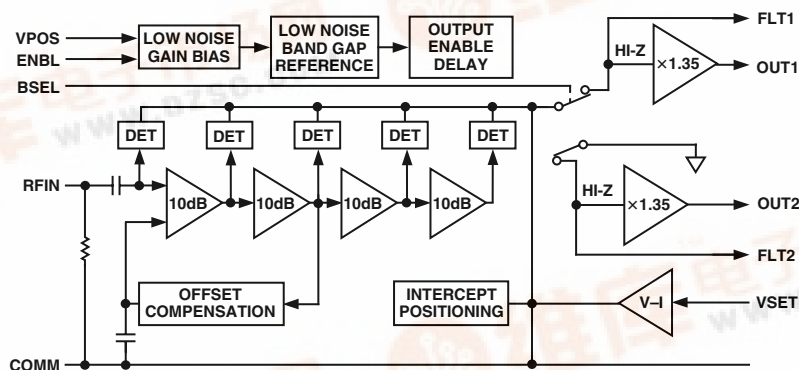 FLT1
VPOS
ENBL
LOW NOISE
GAIN BIAS
LOW NOISE
BAND GAP
REFERENCE
OUTPUT
ENABLE
DELAY
HI-Z
×1.35
OUT1
BSEL
DET
DET
DET
DET
DET
RFIN
10dB
10dB
10dB
10dB
HI-Z
×1.35
OUT2
FLT2
OFFSET
COMPENSATION
INTERCEPT
POSITIONING
V–I
VSET
COMM